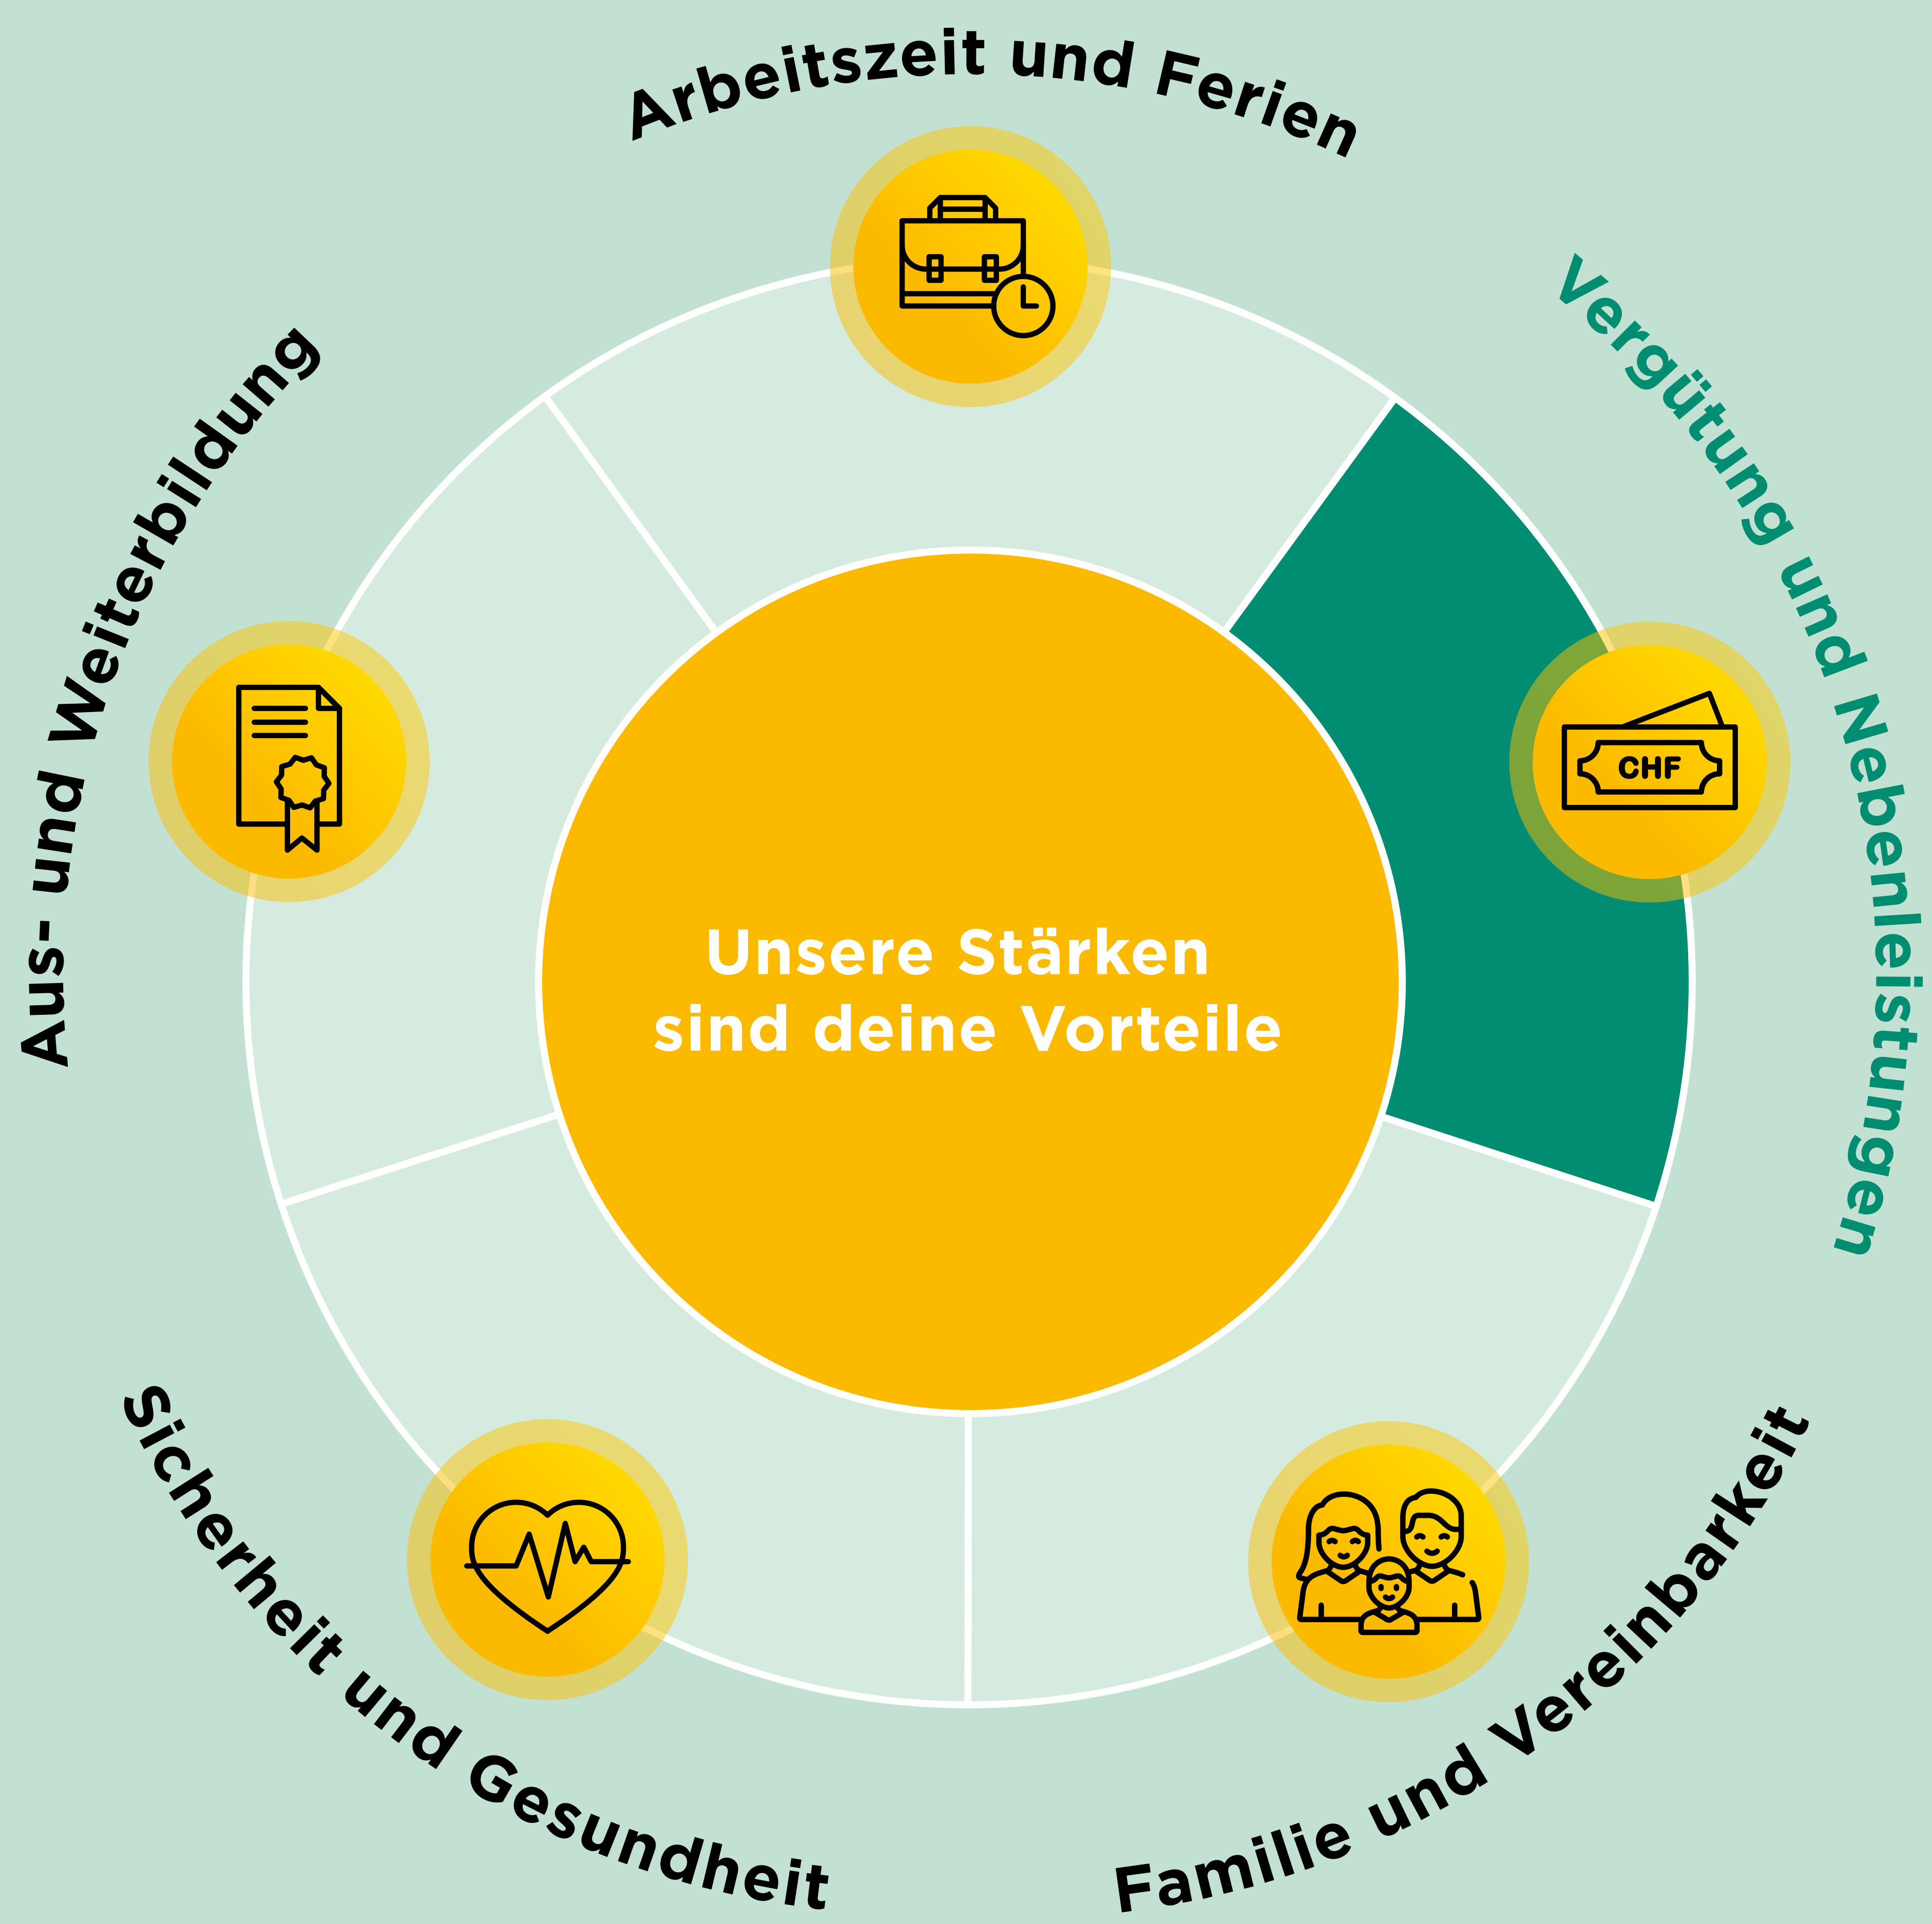 Arbeitszeit und Ferien
Vergütung und Nebenleistungen
CHF
Familie und Vereinbarkeit
Sicherheit und Gesundheit
Aus- und Weiterbildung
Unsere Stärken
sind deine Vorteile